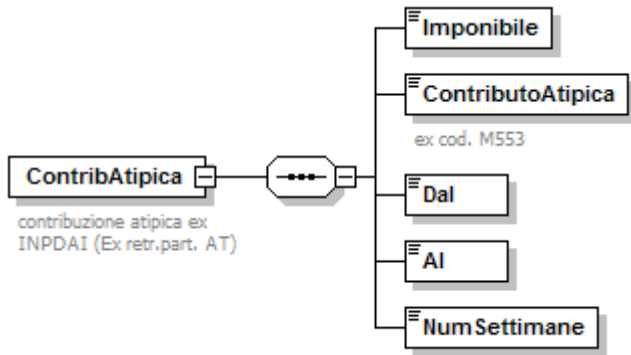 Imponibile
ContributoAtipica
ex cod. M553
ContribAtipica
contribuzione atipica ex
INPDAI (Ex retr.part. AT)
Dal
Al
NumSettimane